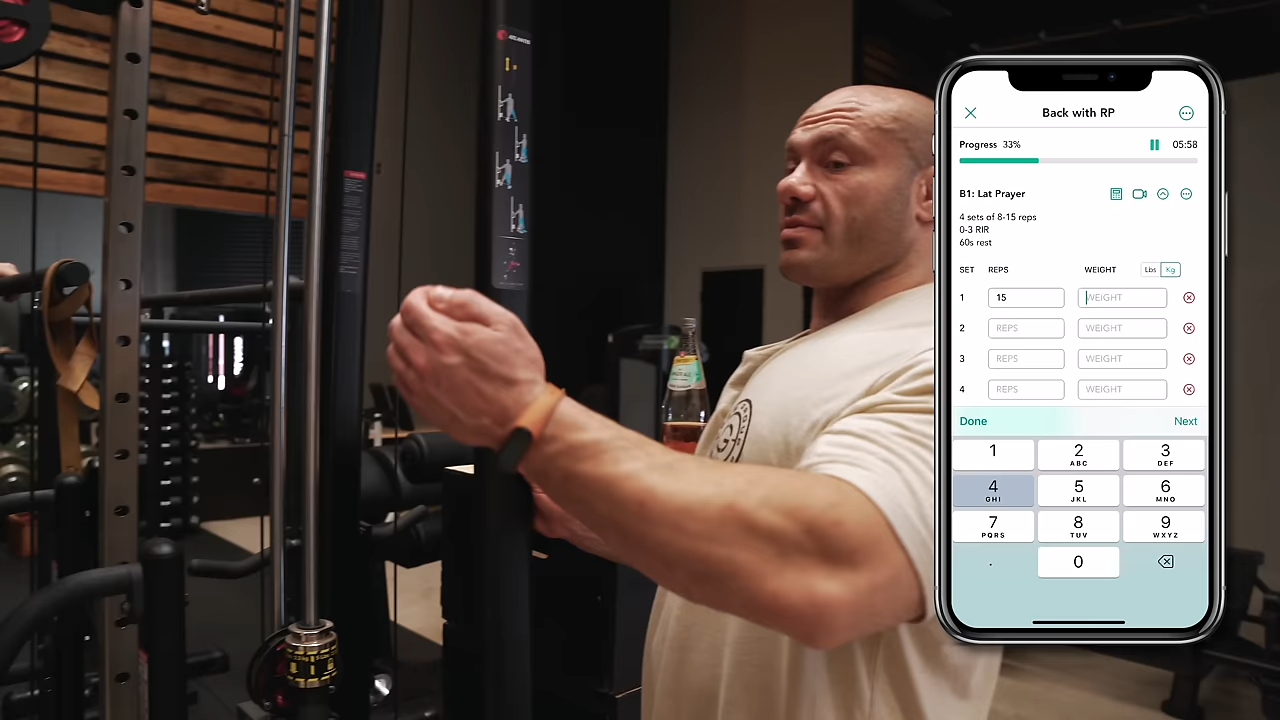 Back with RP
Progress 33%
05:58
B1: Lat Prayer
4 sets of 8-15 reps
0-3 RIR
60s rest
SET REPS WEIGHT Lbs Kg
1 15 WEIGHT
2 REPS WEIGHT
3 REPS WEIGHT
4 REPS WEIGHT
Done Next
1 2 3
ABC DEF
4 5 6
GHI JKL MNO
7 8 9
PQRS TUV WXYZ
. 0